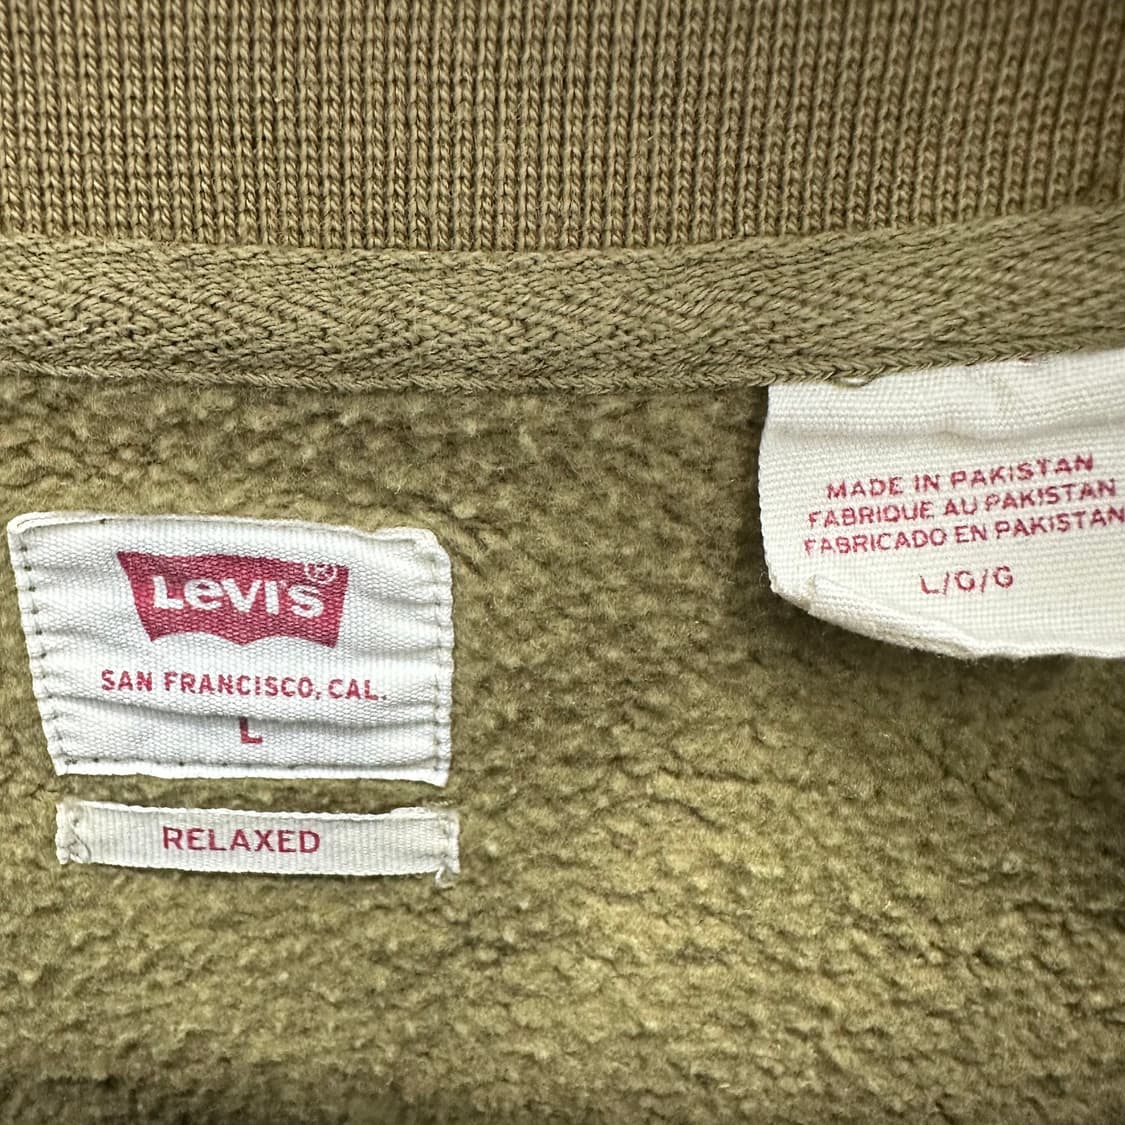 Levi's®
SAN FRANCISCO, CAL.
L
RELAXED
MADE IN PAKISTAN
FABRIQUE AU PAKISTAN
FABRICADO EN PAKISTAN
L/G/G